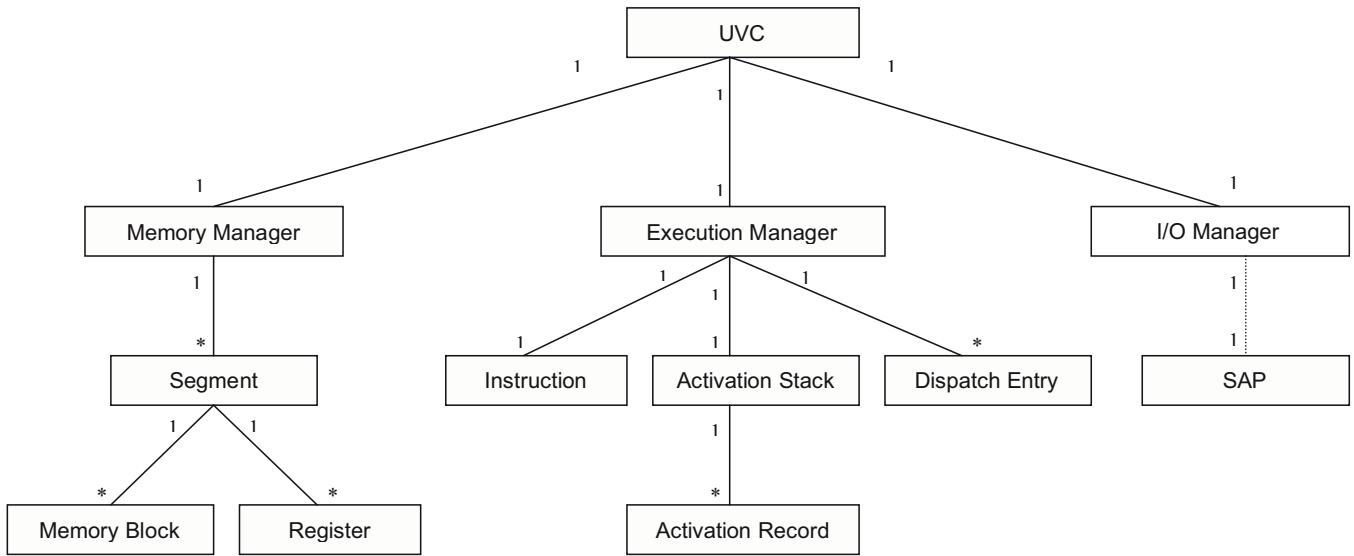 UVC
1 1 1
1 1 1
Memory Manager Execution Manager I/O Manager
1 1 1 1 1
* 1 1 * 1
Segment Instruction Activation Stack Dispatch Entry SAP
1 1 1
* * *
Memory Block Register Activation Record